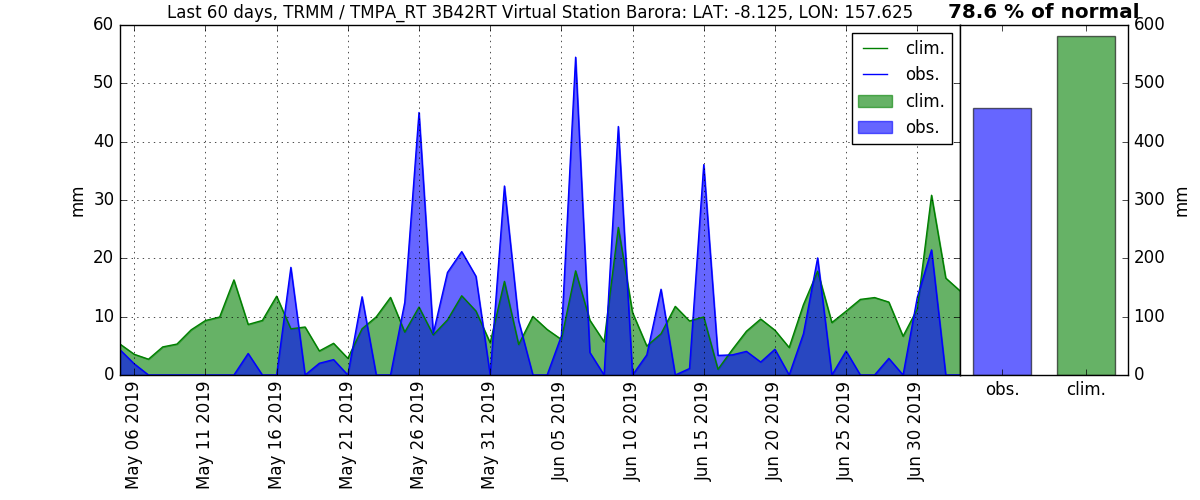 Last 60 days, TRMM / TMPA_RT 3B42RT Virtual Station Barora: LAT: -8.125, LON: 157.625
78.6 % of normal
60
50
40
30
20
10
0
mm
clim.
obs.
clim.
obs.
May 06 2019
May 11 2019
May 16 2019
May 21 2019
May 26 2019
May 31 2019
Jun 05 2019
Jun 10 2019
Jun 15 2019
Jun 20 2019
Jun 25 2019
Jun 30 2019
600
500
400
300
200
100
0
mm
obs.
clim.